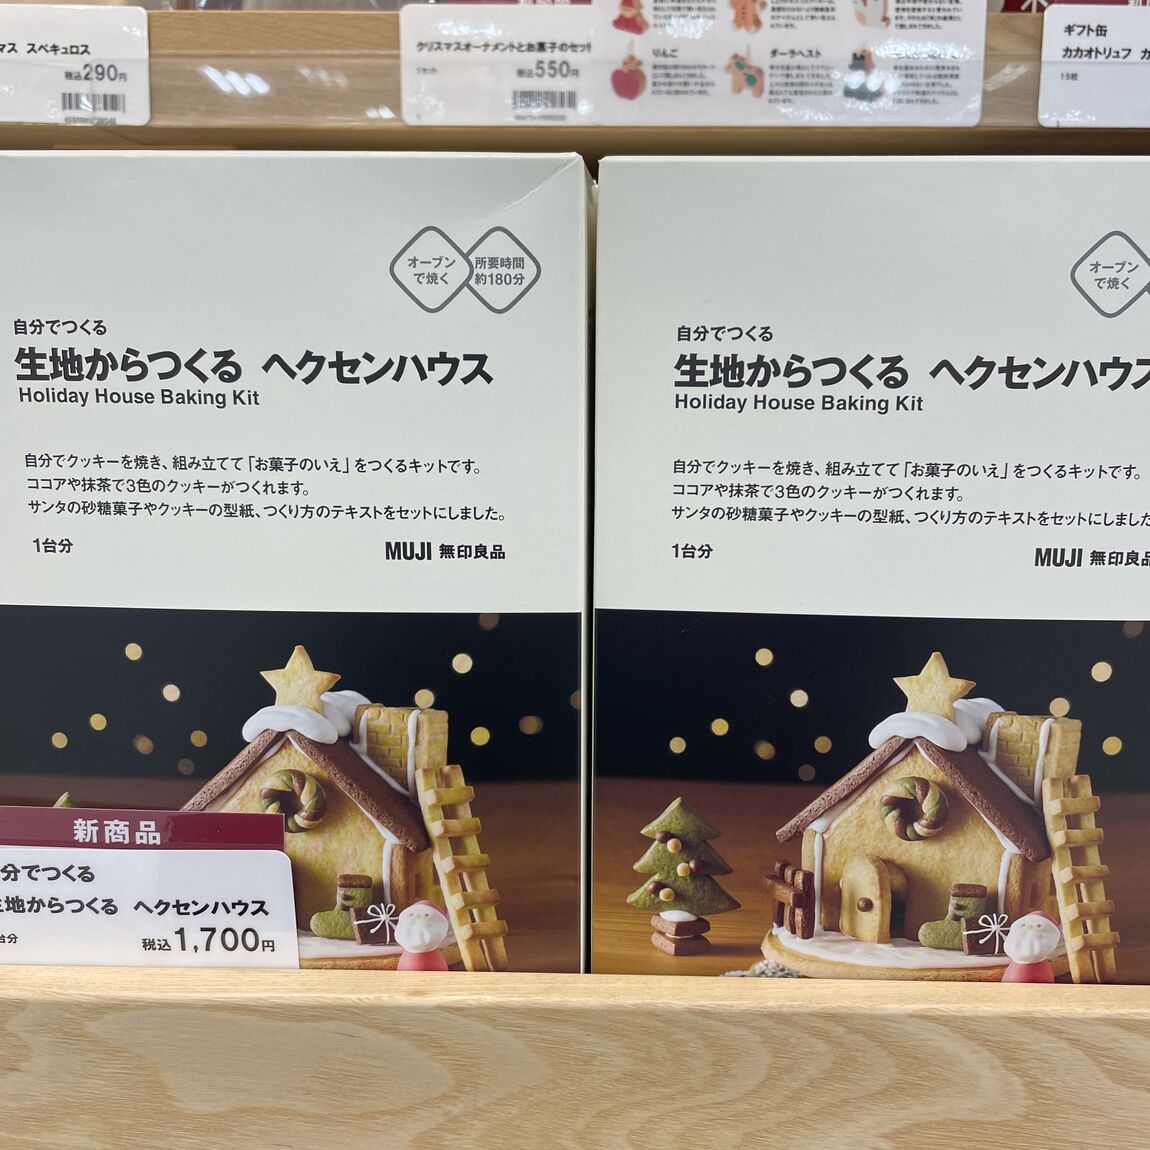 マス スペキュロス
税込290円
クリスマスオーナメントとお菓子のセット
1セット
税込550円
りんご
ダーラヘスト
ギフト缶
カカオトリュフ カ
15粒
オーブン
で焼く
所要時間
約180分
自分でつくる
生地からつくる ヘクセンハウス
Holiday House Baking Kit
自分でクッキーを焼き、組み立てて「お菓子のいえ」をつくるキットです。
ココアや抹茶で3色のクッキーがつくれます。
サンタの砂糖菓子やクッキーの型紙、つくり方のテキストをセットにしました。
1台分
MUJI 無印良品
オーブン
で焼く
自分でつくる
生地からつくる ヘクセンハウス
Holiday House Baking Kit
自分でクッキーを焼き、組み立てて「お菓子のいえ」をつくるキットです。
ココアや抹茶で3色のクッキーがつくれます。
サンタの砂糖菓子やクッキーの型紙、つくり方のテキストをセットにしました
1台分
MUJI 無印良品
新商品
分でつくる
生地からつくる ヘクセンハウス
台分
税込1,700円